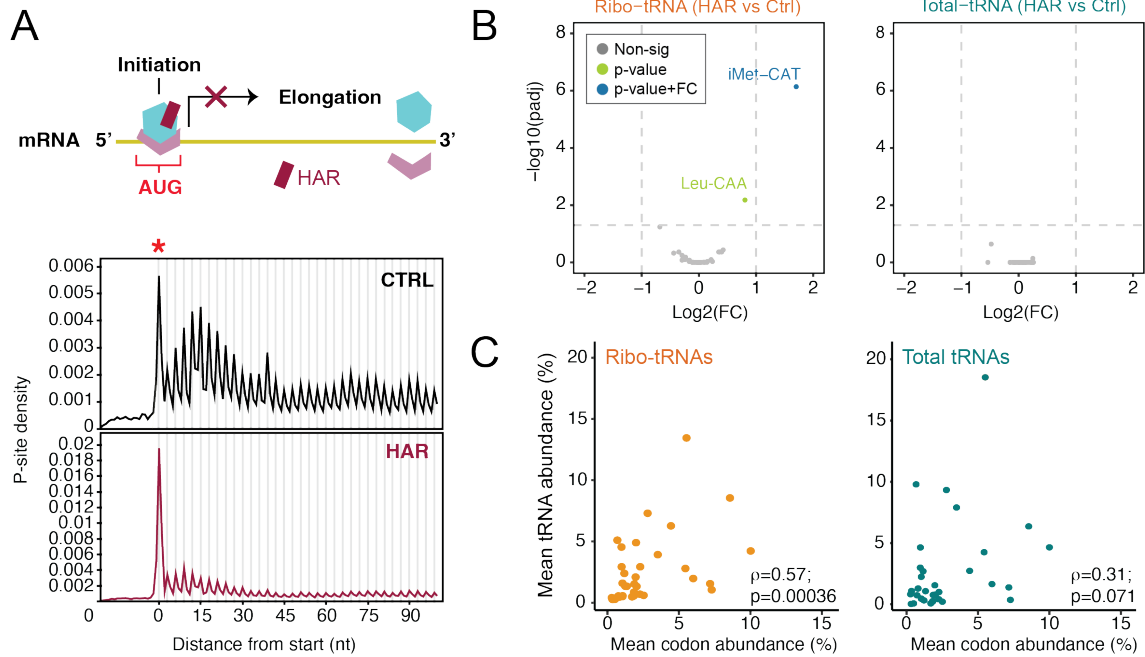 A
Initiation
Elongation
mRNA 5’ 3’
HAR
AUG
*
CTRL
0.006
0.005
0.004
0.003
0.002
0.001
0
HAR
0.02
0.018
0.016
0.014
0.012
0.01
0.008
0.006
0.004
0.002
0
P-site density
0 0 15 30 45 60 75 90
Distance from start (nt)
B
Ribo−tRNA (HAR vs Ctrl)
Non-sig
p-value
p-value+FC
iMet−CAT
Leu-CAA
−log10(padj)
8
6
4
2
0
−2 −1 0 1 2
Log2(FC)
Total−tRNA (HAR vs Ctrl)
8
6
4
2
0
−2 −1 0 1 2
Log2(FC)
C
Ribo-tRNAs
Mean tRNA abundance (%)
20
15
10
5
0
ρ=0.57;
p=0.00036
0 5 10 15
Mean codon abundance (%)
Total tRNAs
20
15
10
5
0
ρ=0.31;
p=0.071
0 5 10 15
Mean codon abundance (%)